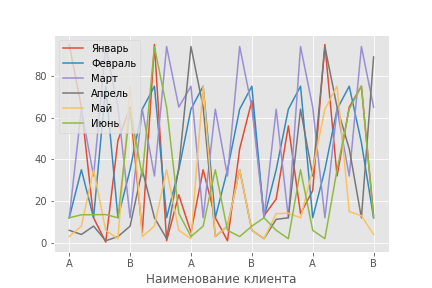 Январь
Февраль
Март
Апрель
Май
Июнь
80
60
40
20
0
А В А В А В
Наименование клиента